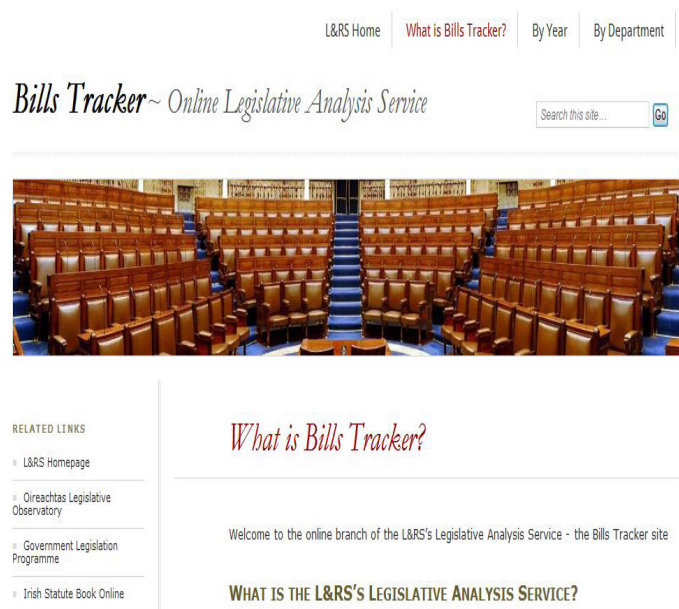 L&RS Home What is Bills Tracker? By Year By Department
Bills Tracker ~ Online Legislative Analysis Service
Search this site... Go
RELATED LINKS
L&RS Homepage
Oireachtas Legislative
Observatory
Government Legislation
Programme
Irish Statute Book Online
What is Bills Tracker?
Welcome to the online branch of the L&RS's Legislative Analysis Service - the Bills Tracker site
WHAT IS THE L&RS'S LEGISLATIVE ANALYSIS SERVICE?